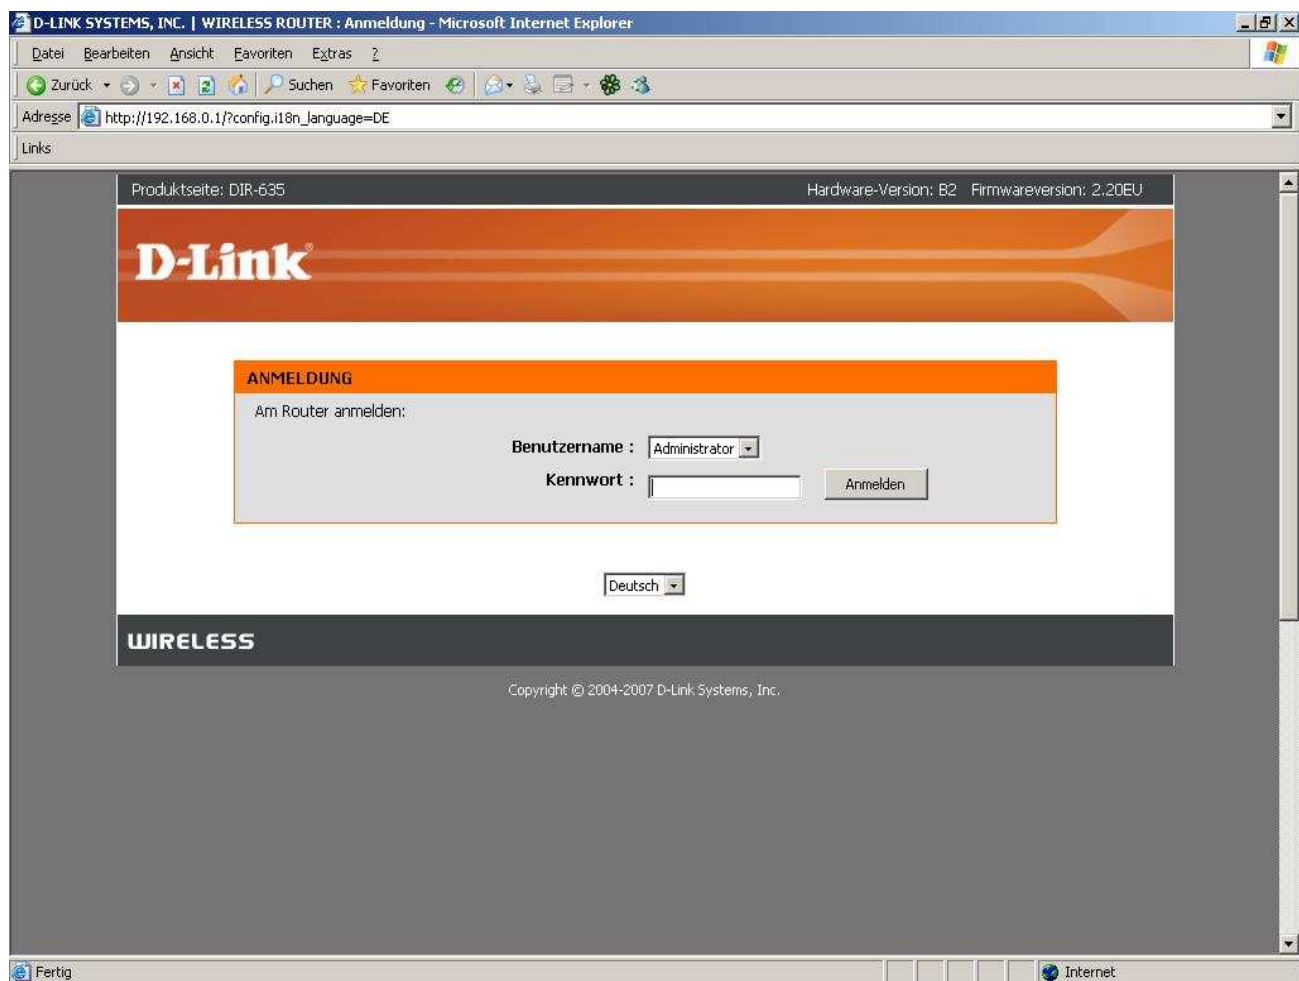 D-LINK SYSTEMS, INC. | WIRELESS ROUTER : Anmeldung - Microsoft Internet Explorer
Datei Bearbeiten Ansicht Favoriten Extras ?
Zurück Suchen Favoriten
Adresse http://192.168.0.1/?config.i18n_language=DE
Links
Produktseite: DIR-635 Hardware-Version: B2 Firmwareversion: 2.20EU
D-Link®
ANMELDUNG
Am Router anmelden:
Benutzername : Administrator
Kennwort : Anmelden
Deutsch
WIRELESS
Copyright © 2004-2007 D-Link Systems, Inc.
Fertig Internet